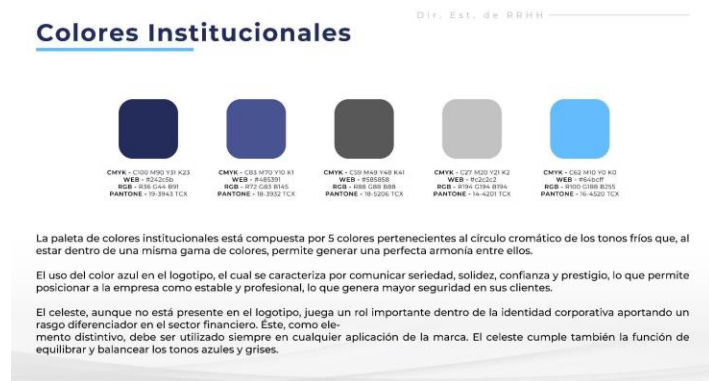 Dir. Est. de RRHH
Colores Institucionales
CMYK - C100 M90 Y31 K23
WEB - #242c5b
RGB - R36 G44 B91
PANTONE - 19-3943 TCX
CMYK - C83 M70 Y10 K1
WEB - #485391
RGB - R72 G83 B145
PANTONE - 18-3932 TCX
CMYK - C59 M49 Y48 K41
WEB - #585858
RGB - R88 G88 B88
PANTONE - 18-5206 TCX
CMYK - C27 M20 Y21 K2
WEB - #c2c2c2
RGB - R194 G194 B194
PANTONE - 14-4201 TCX
CMYK - C62 M10 Y0 K0
WEB - #64bcff
RGB - R100 G188 B255
PANTONE - 16-4520 TCX
La paleta de colores institucionales está compuesta por 5 colores pertenecientes al círculo cromático de los tonos fríos que, al
estar dentro de una misma gama de colores, permite generar una perfecta armonía entre ellos.
El uso del color azul en el logotipo, el cual se caracteriza por comunicar seriedad, solidez, confianza y prestigio, lo que permite
posicionar a la empresa como estable y profesional, lo que genera mayor seguridad en sus clientes.
El celeste, aunque no está presente en el logotipo, juega un rol importante dentro de la identidad corporativa aportando un
rasgo diferenciador en el sector financiero. Éste, como ele-
mento distintivo, debe ser utilizado siempre en cualquier aplicación de la marca. El celeste cumple también la función de
equilibrar y balancear los tonos azules y grises.